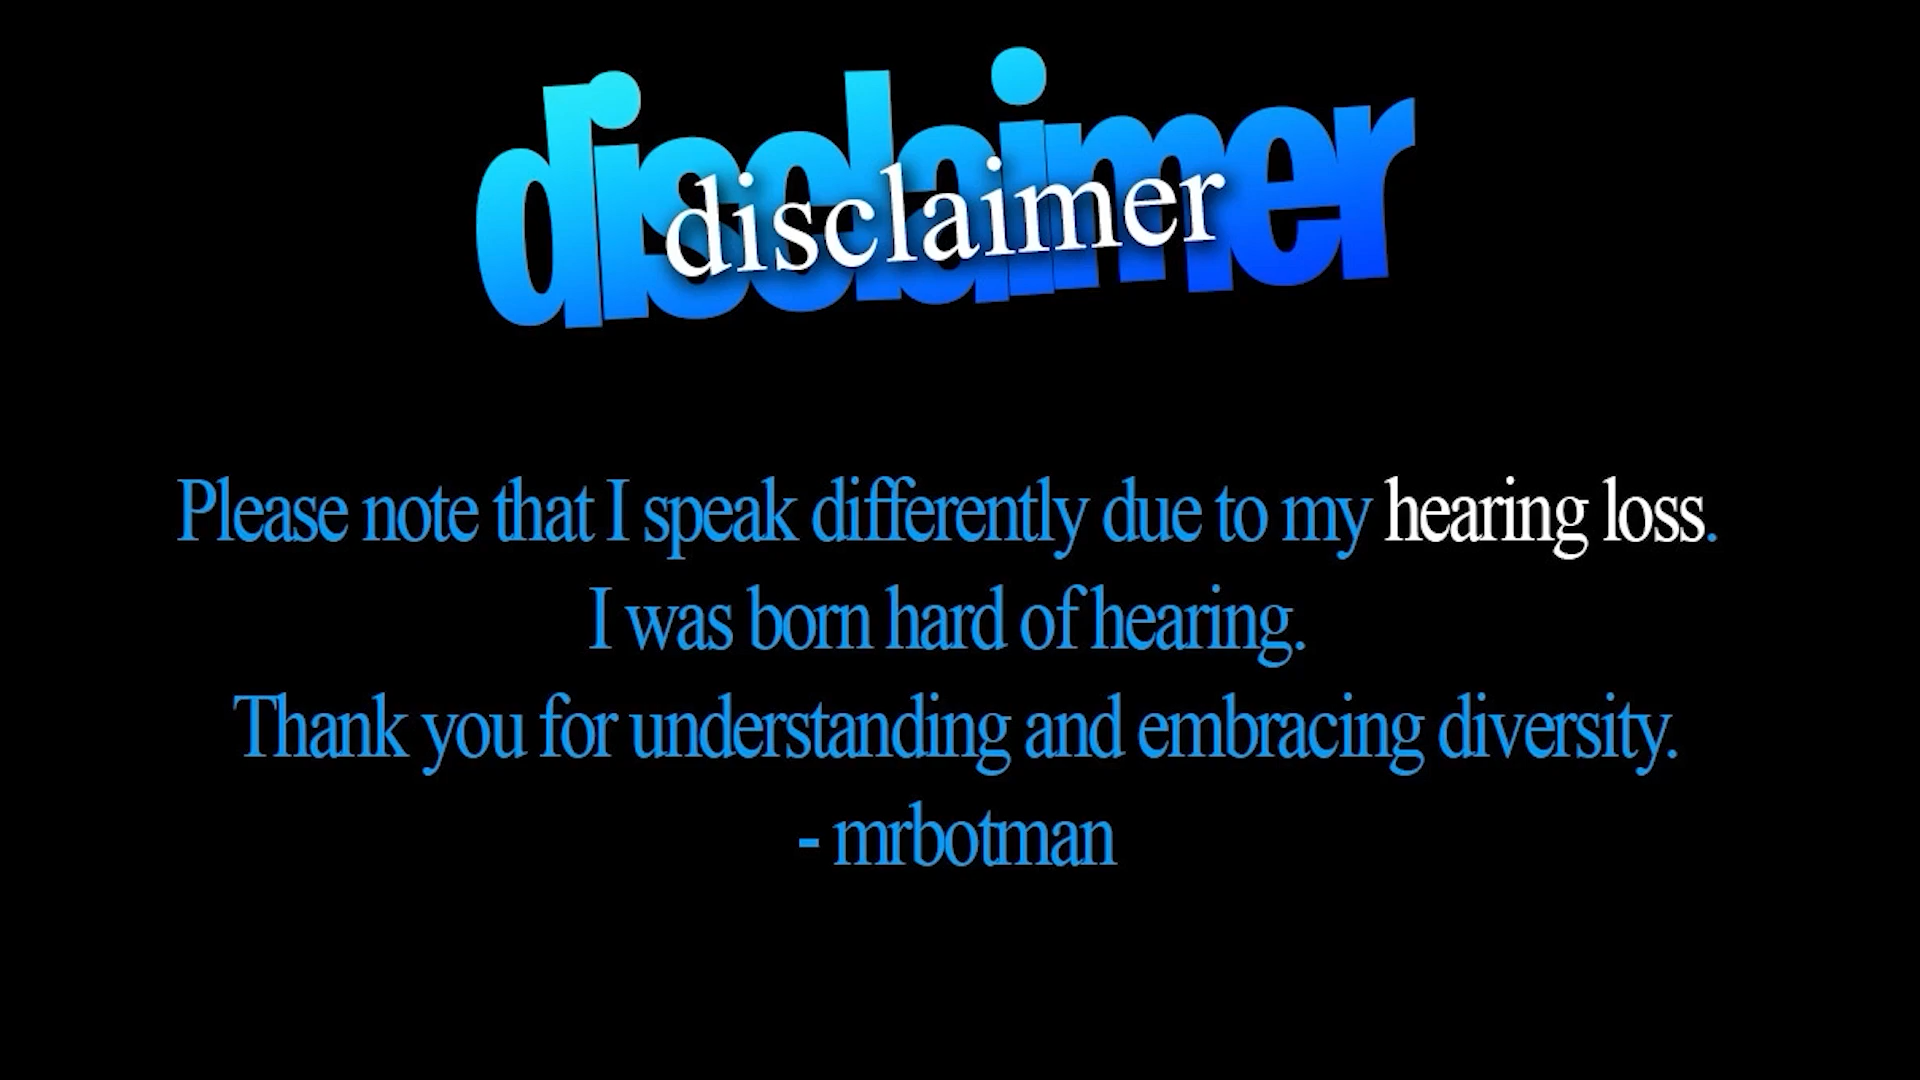 disclaimer
disclaimer
Please note that I speak differently due to my hearing loss.
I was born hard of hearing.
Thank you for understanding and embracing diversity.
- mrbotman